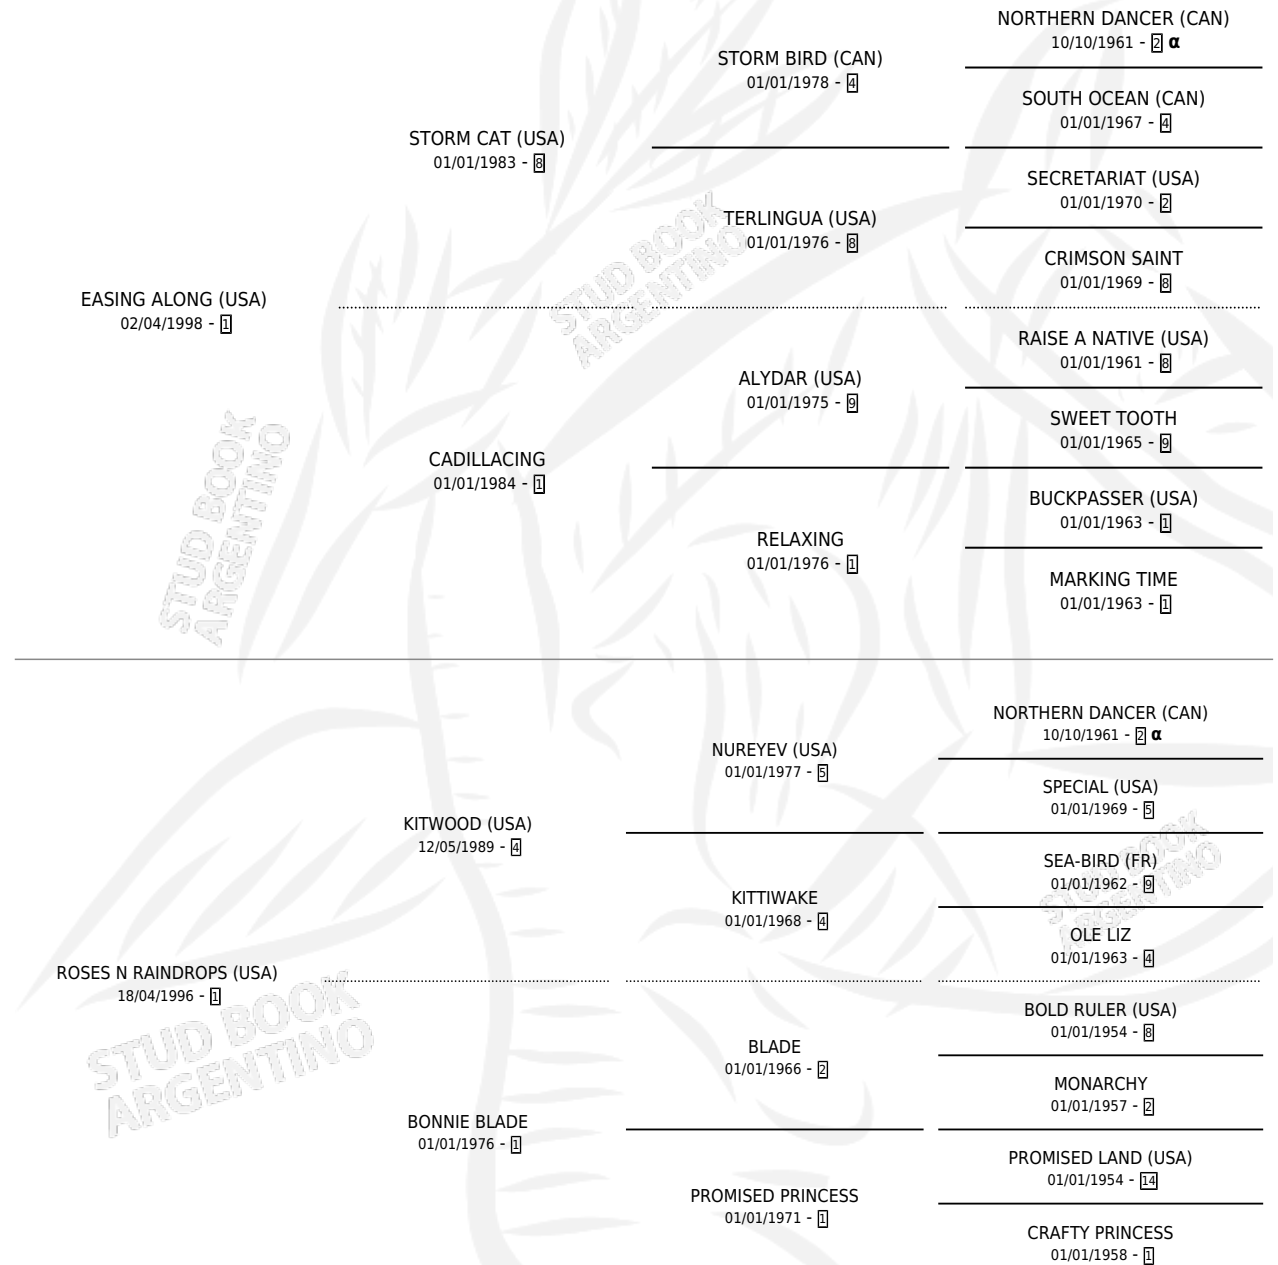 NORTHERN DANCER (CAN)
10/10/1961 - 2 α
STORM BIRD (CAN)
01/01/1978 - 4
SOUTH OCEAN (CAN)
01/01/1967 - 4
STORM CAT (USA)
01/01/1983 - 8
SECRETARIAT (USA)
01/01/1970 - 2
TERLINGUA (USA)
01/01/1976 - 8
CRIMSON SAINT
01/01/1969 - 8
EASING ALONG (USA)
02/04/1998 - 1
RAISE A NATIVE (USA)
01/01/1961 - 8
ALYDAR (USA)
01/01/1975 - 9
SWEET TOOTH
01/01/1965 - 9
CADILLACING
01/01/1984 - 1
BUCKPASSER (USA)
01/01/1963 - 1
RELAXING
01/01/1976 - 1
MARKING TIME
01/01/1963 - 1
NORTHERN DANCER (CAN)
10/10/1961 - 2 α
NUREYEV (USA)
01/01/1977 - 5
SPECIAL (USA)
01/01/1969 - 5
KITWOOD (USA)
12/05/1989 - 4
SEA-BIRD (FR)
01/01/1962 - 9
KITTIWAKE
01/01/1968 - 4
OLE LIZ
01/01/1963 - 4
ROSES N RAINDROPS (USA)
18/04/1996 - 1
BOLD RULER (USA)
01/01/1954 - 8
BLADE
01/01/1966 - 2
MONARCHY
01/01/1957 - 2
BONNIE BLADE
01/01/1976 - 1
PROMISED LAND (USA)
01/01/1954 - 14
PROMISED PRINCESS
01/01/1971 - 1
CRAFTY PRINCESS
01/01/1958 - 1
STUD BOOK
ARGENTINO
STUD BOOK
ARGENTINO
STUD BOOK
ARGENTINO
STUD BOOK
ARGENTINO